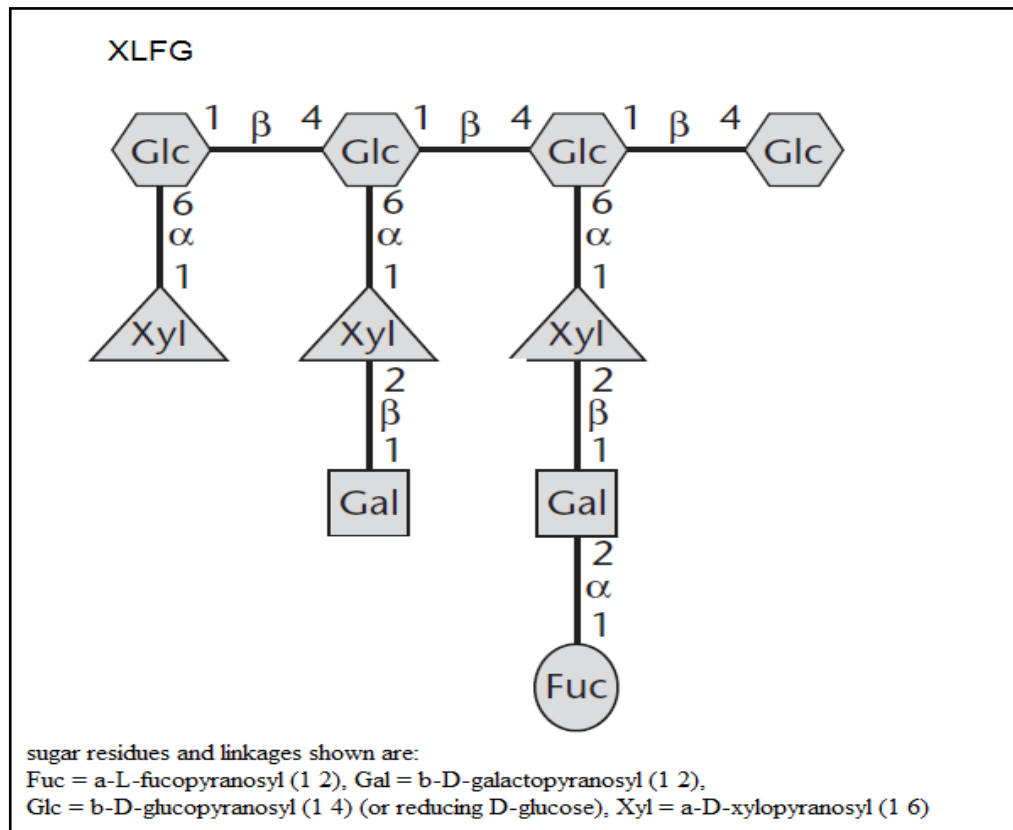 XLFG
1 β 4 1 β 4 1 β 4
Glc Glc Glc Glc
6 6 6
α α α
1 1 1
Xyl Xyl Xyl
2 2
β β
1 1
Gal Gal
2
α
1
Fuc
sugar residues and linkages shown are:
Fuc = a-L-fucopyranosyl (1 2), Gal = b-D-galactopyranosyl (1 2),
Glc = b-D-glucopyranosyl (1 4) (or reducing D-glucose), Xyl = a-D-xylopyranosyl (1 6)